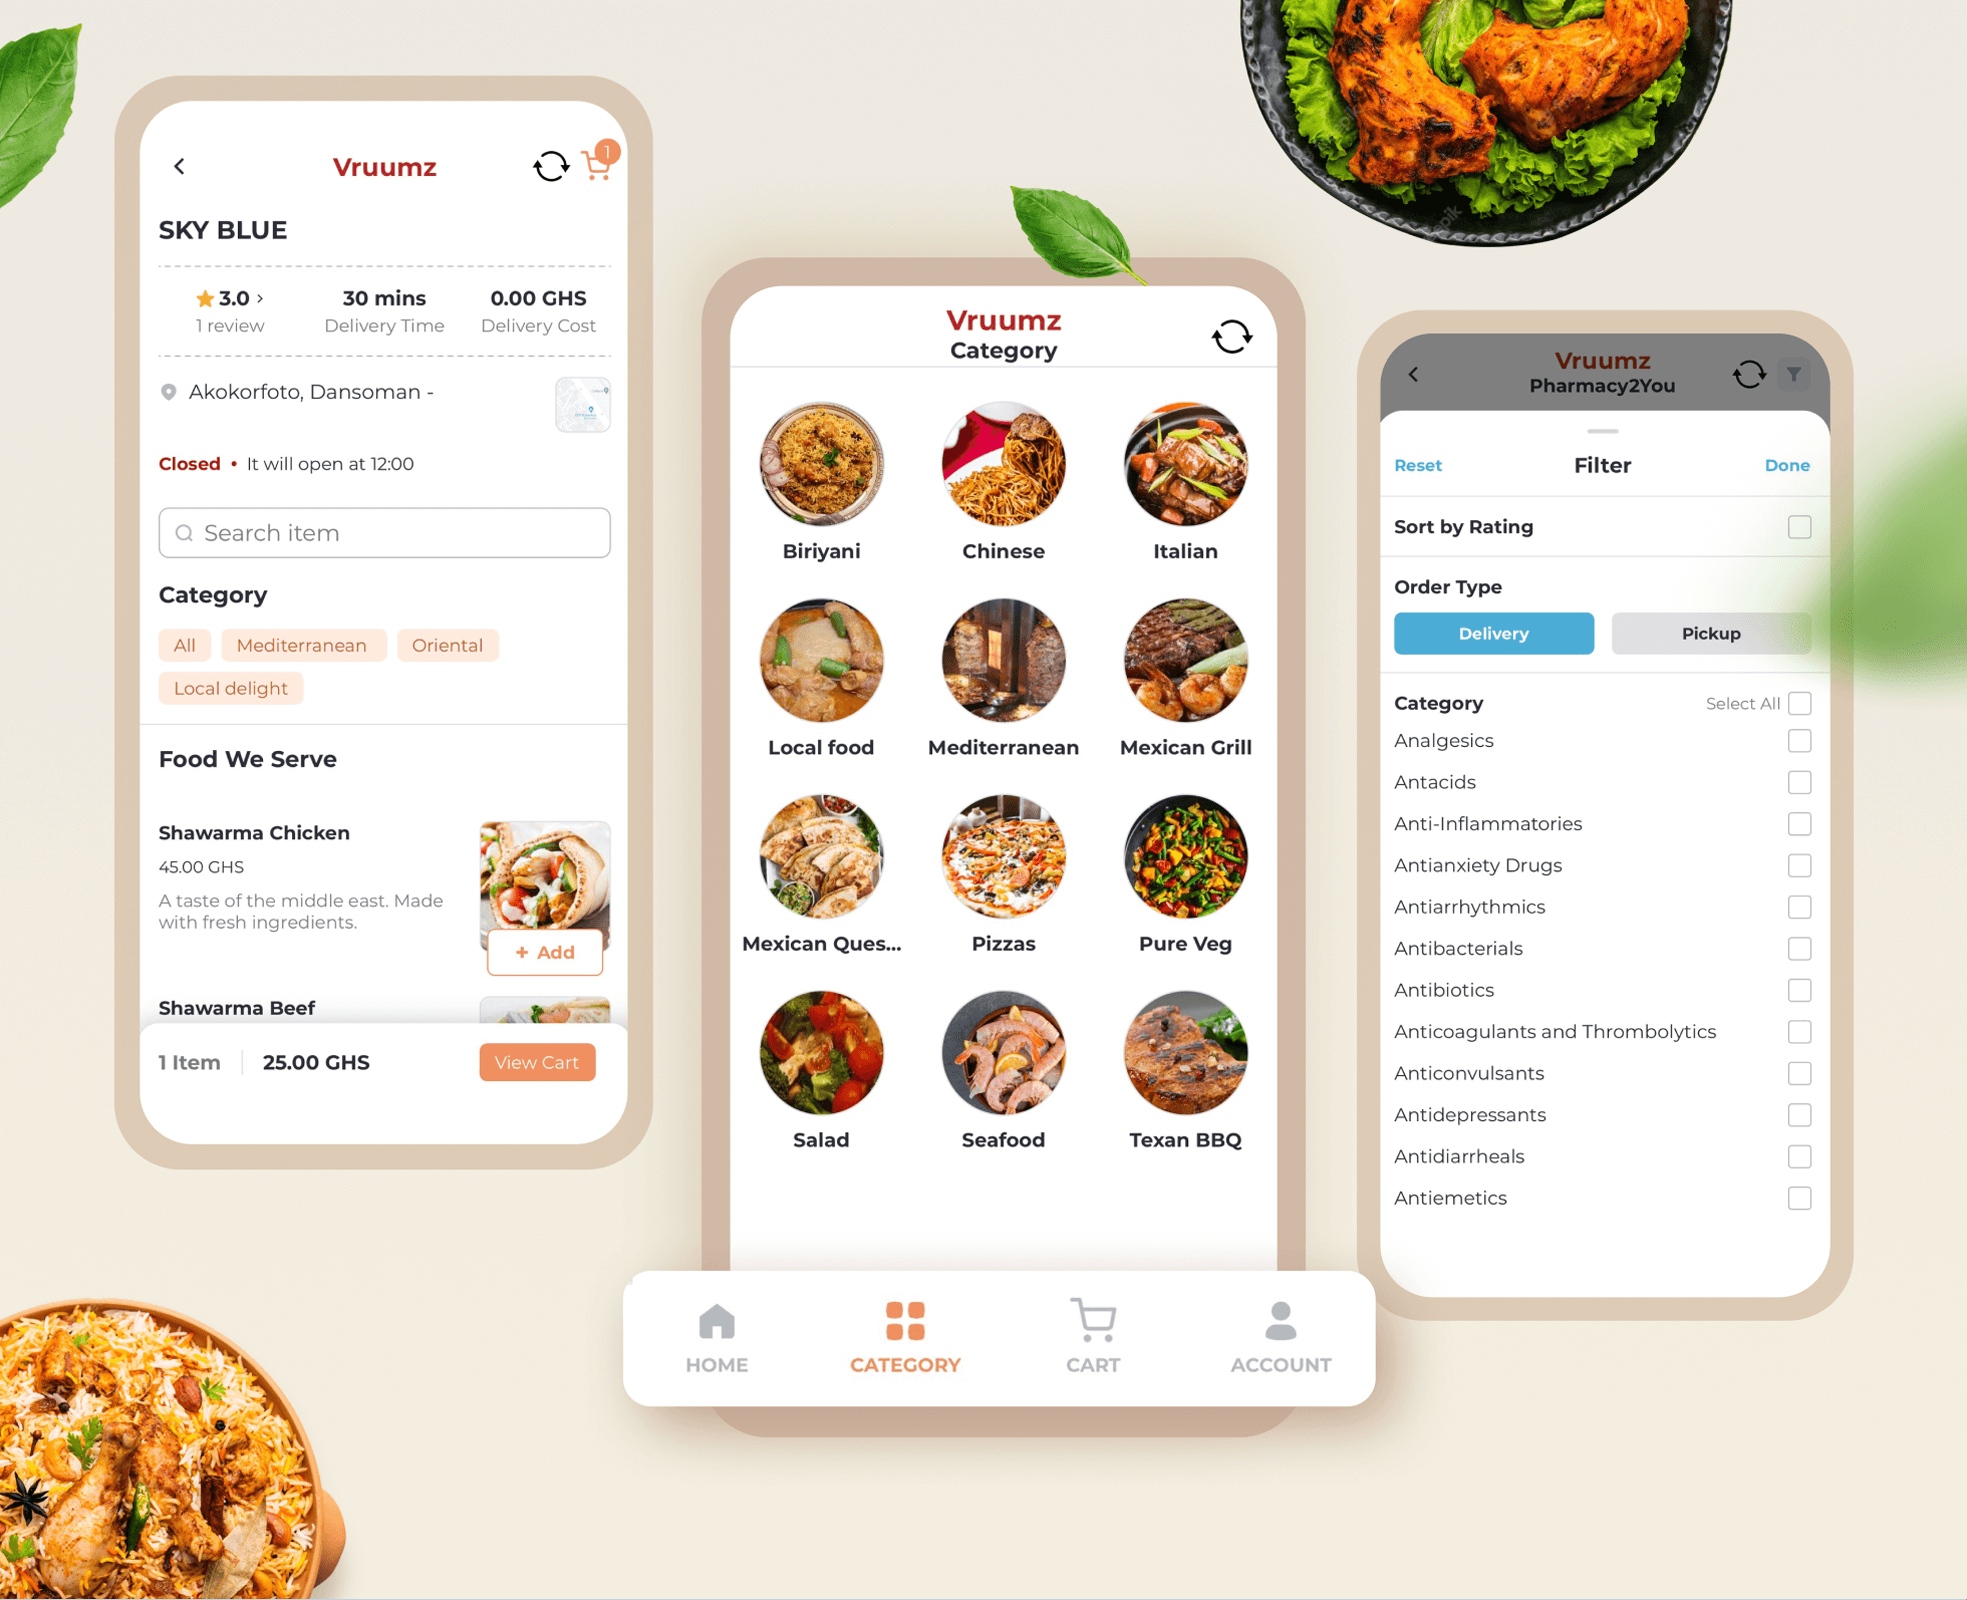 Vruumz
1
SKY BLUE
3.0
1 review
30 mins
Delivery Time
0.00 GHS
Delivery Cost
Akokorfoto, Dansoman -
Closed • It will open at 12:00
Search item
Category
All
Mediterranean
Oriental
Local delight
Food We Serve
Shawarma Chicken
45.00 GHS
A taste of the middle east. Made
with fresh ingredients.
+ Add
Shawarma Beef
1 Item
25.00 GHS
View Cart
Vruumz
Category
Biriyani
Chinese
Italian
Local food
Mediterranean
Mexican Grill
Mexican Ques...
Pizzas
Pure Veg
Salad
Seafood
Texan BBQ
HOME
CATEGORY
CART
ACCOUNT
Vruumz
Pharmacy2You
Reset
Filter
Done
Sort by Rating
Order Type
Delivery
Pickup
Category
Select All
Analgesics
Antacids
Anti-Inflammatories
Antianxiety Drugs
Antiarrhythmics
Antibacterials
Antibiotics
Anticoagulants and Thrombolytics
Anticonvulsants
Antidepressants
Antidiarrheals
Antiemetics